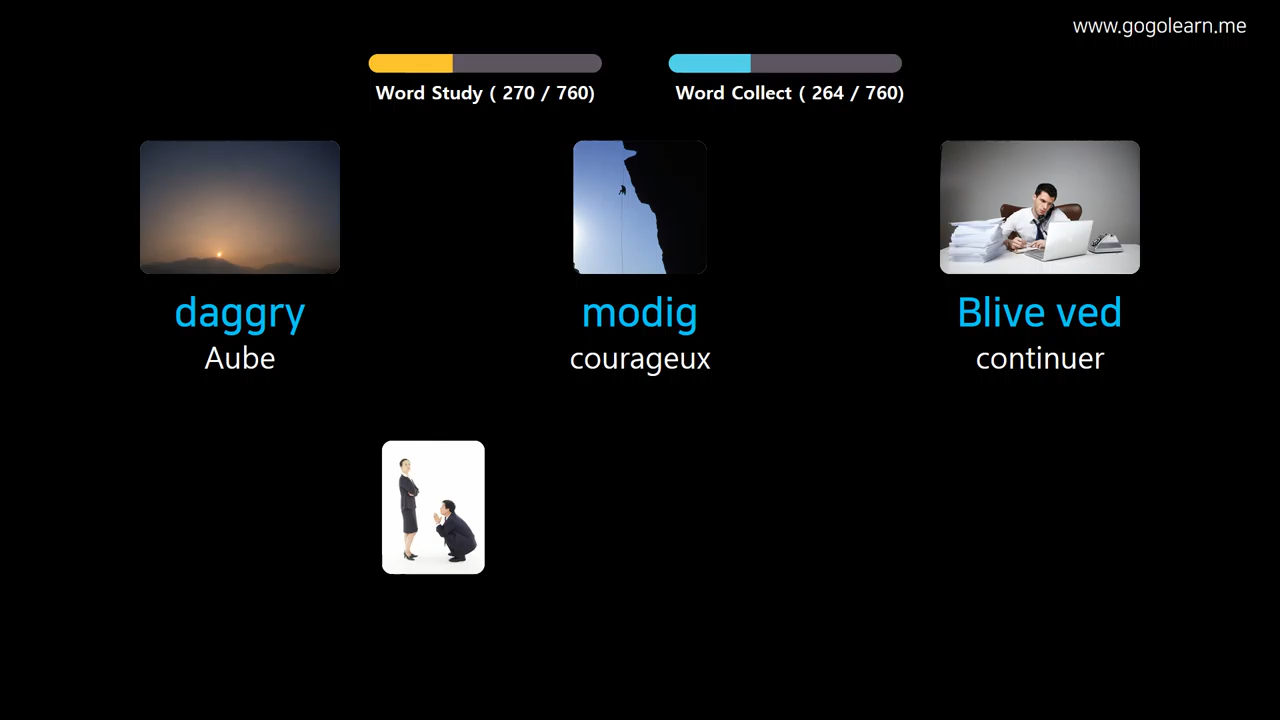 www.gogolearn.me
Word Study ( 270 / 760)
Word Collect ( 264 / 760)
daggry
Aube
modig
courageux
Blive ved
continuer